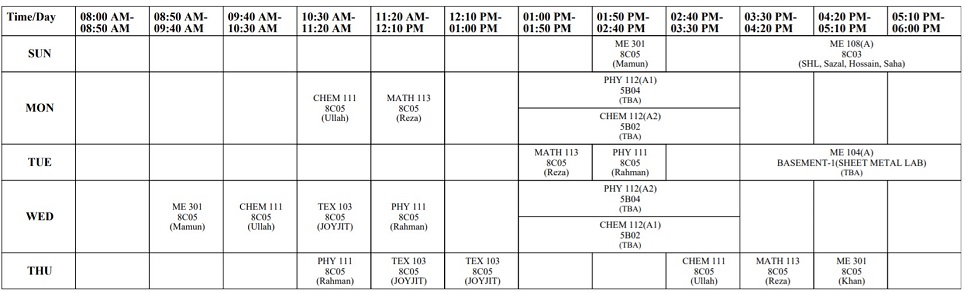 Time/Day 08:00 AM- 08:50 AM- 09:40 AM- 10:30 AM- 11:20 AM- 12:10 PM- 01:00 PM- 01:50 PM- 02:40 PM- 03:30 PM- 04:20 PM- 05:10 PM-
08:50 AM 09:40 AM 10:30 AM 11:20 AM 12:10 PM 01:00 PM 01:50 PM 02:40 PM 03:30 PM 04:20 PM 05:10 PM 06:00 PM
SUN
ME 301
8C05
(Mamun)
ME 108(A)
8C03
(SHL, Sazal, Hossain, Saha)
MON
CHEM 111
8C05
(Ullah)
MATH 113
8C05
(Reza)
PHY 112(A1)
5B04
(TBA)
CHEM 112(A2)
5B02
(TBA)
TUE
MATH 113
8C05
(Reza)
PHY 111
8C05
(Rahman)
ME 104(A)
BASEMENT-1(SHEET METAL LAB)
(TBA)
WED
ME 301
8C05
(Mamun)
CHEM 111
8C05
(Ullah)
TEX 103
8C05
(JOYJIT)
PHY 111
8C05
(Rahman)
PHY 112(A2)
5B04
(TBA)
CHEM 112(A1)
5B02
(TBA)
THU
PHY 111
8C05
(Rahman)
TEX 103
8C05
(JOYJIT)
TEX 103
8C05
(JOYJIT)
CHEM 111
8C05
(Ullah)
MATH 113
8C05
(Reza)
ME 301
8C05
(Khan)